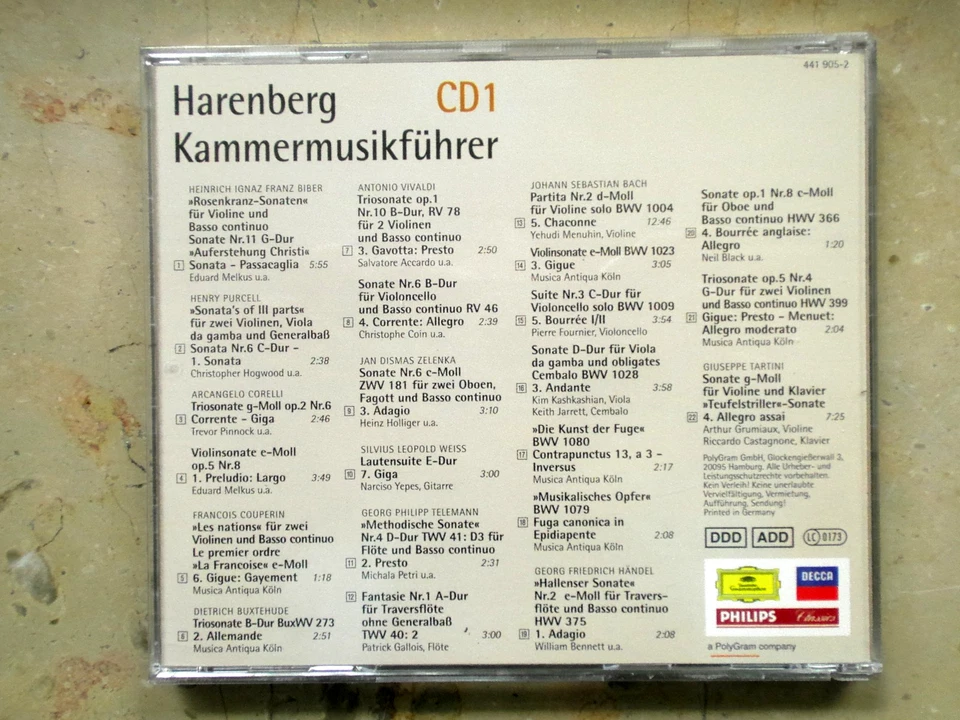 441 905-2
Harenberg CD1
Kammermusikführer
HEINRICH IGNAZ FRANZ BIBER
»Rosenkranz-Sonaten«
für Violine und
Basso continuo
Sonate Nr.11 G-Dur
»Auferstehung Christi«
1 Sonata – Passacaglia 5:55
Eduard Melkus u.a.
HENRY PURCELL
»Sonata's of III parts«
für zwei Violinen, Viola
da gamba und Generalbaß
2 Sonata Nr.6 C-Dur –
1. Sonata 2:38
Christopher Hogwood u.a.
ARCANGELO CORELLI
Triosonate g-Moll op.2 Nr.6
3 Corrente – Giga 2:46
Trevor Pinnock u.a.
Violinsonate e-Moll
op.5 Nr.8
4 1. Preludio: Largo 3:49
Eduard Melkus u.a.
FRANCOIS COUPERIN
»Les nations« für zwei
Violinen und Basso continuo
Le premier ordre
»La Francoise« e-Moll
5 6. Gigue: Gayement 1:18
Musica Antiqua Köln
DIETRICH BUXTEHUDE
Triosonate B-Dur BuxWV 273
6 2. Allemande 2:51
Musica Antiqua Köln
ANTONIO VIVALDI
Triosonate op.1
Nr.10 B-Dur, RV 78
für 2 Violinen
und Basso continuo
7 3. Gavotta: Presto 2:50
Salvatore Accardo u.a.
Sonate Nr.6 B-Dur
für Violoncello
und Basso continuo RV 46
8 4. Corrente: Allegro 2:39
Christophe Coin u.a.
JAN DISMAS ZELENKA
Sonate Nr.6 c-Moll
ZWV 181 für zwei Oboen,
Fagott und Basso continuo
9 3. Adagio 3:10
Heinz Holliger u.a.
SILVIUS LEOPOLD WEISS
Lautensuite E-Dur
10 7. Giga 3:00
Narciso Yepes, Gitarre
GEORG PHILIPP TELEMANN
»Methodische Sonate«
Nr.4 D-Dur TWV 41: D3 für
Flöte und Basso continuo
11 2. Presto 2:31
Michala Petri u.a.
12 Fantasie Nr.1 A-Dur
für Traversflöte
ohne Generalbaß
TWV 40: 2 3:00
Patrick Gallois, Flöte
JOHANN SEBASTIAN BACH
Partita Nr.2 d-Moll
für Violine solo BWV 1004
13 5. Chaconne 12:46
Yehudi Menuhin, Violine
Violinsonate e-Moll BWV 1023
14 3. Gigue 3:05
Musica Antiqua Köln
Suite Nr.3 C-Dur für
Violoncello solo BWV 1009
15 5. Bourrée I/II 3:54
Pierre Fournier, Violoncello
Sonate D-Dur für Viola
da gamba und obligates
Cembalo BWV 1028
16 3. Andante 3:58
Kim Kashkashian, Viola
Keith Jarrett, Cembalo
»Die Kunst der Fuge«
BWV 1080
17 Contrapunctus 13, a 3 –
Inversus 2:17
Musica Antiqua Köln
»Musikalisches Opfer«
BWV 1079
18 Fuga canonica in
Epidiapente 2:08
Musica Antiqua Köln
GEORG FRIEDRICH HÄNDEL
»Hallenser Sonate«
Nr.2 e-Moll für Travers-
flöte und Basso continuo
HWV 375
19 1. Adagio 2:08
William Bennett u.a.
Sonate op.1 Nr.8 c-Moll
für Oboe und
Basso continuo HWV 366
20 4. Bourrée anglaise:
Allegro 1:20
Neil Black u.a.
Triosonate op.5 Nr.4
G-Dur für zwei Violinen
und Basso continuo HWV 399
21 Gigue: Presto – Menuet:
Allegro moderato 2:04
Musica Antiqua Köln
GIUSEPPE TARTINI
Sonate g-Moll
für Violine und Klavier
»Teufelstriller«-Sonate
22 4. Allegro assai 7:25
Arthur Grumiaux, Violine
Riccardo Castagnone, Klavier
PolyGram GmbH, Glockengießerwall 3,
20095 Hamburg. Alle Urheber- und
Leistungsschutzrechte vorbehalten.
Kein Verleih! Keine unerlaubte
Vervielfältigung, Vermietung,
Aufführung, Sendung!
Printed in Germany
DDD ADD LC 0173
Deutsche Grammophon
DECCA
PHILIPS Classics
a PolyGram company